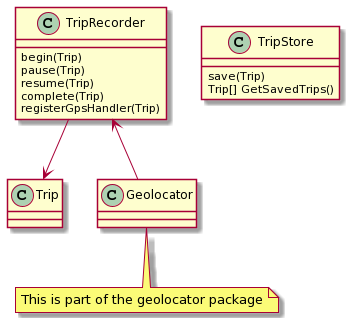 C TripRecorder
begin(Trip)
pause(Trip)
resume(Trip)
complete(Trip)
registerGpsHandler(Trip)
C TripStore
save(Trip)
Trip[] GetSavedTrips()
C Trip
C Geolocator
This is part of the geolocator package